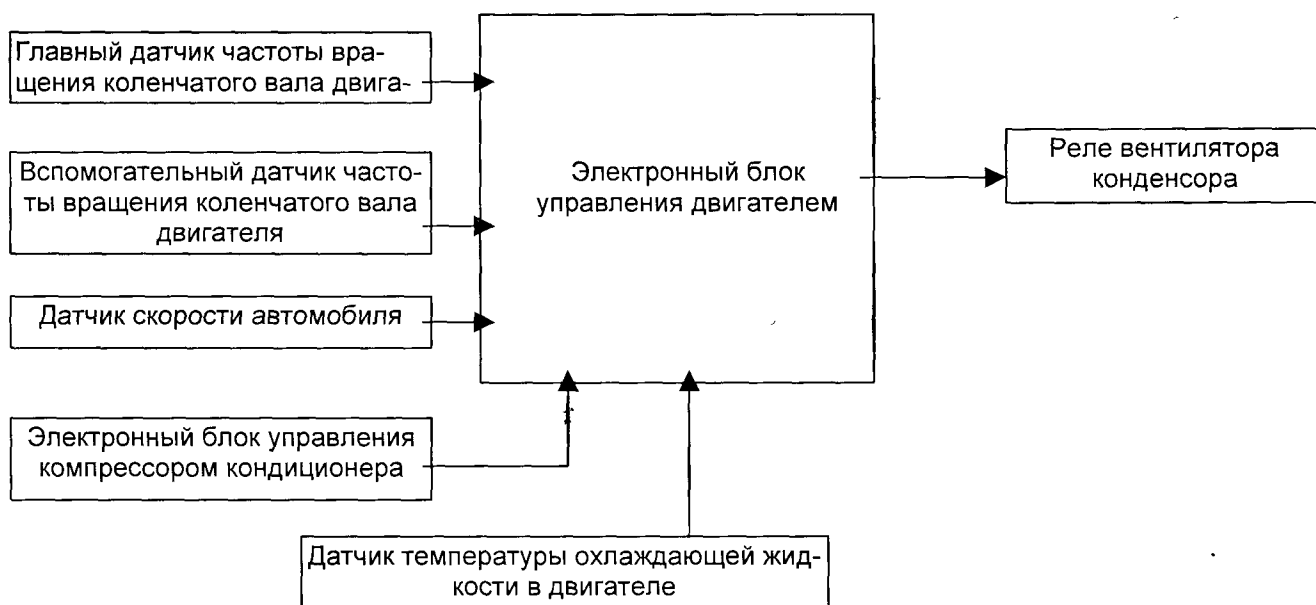 Главный датчик частоты вра-
щения коленчатого вала двига-
Вспомогательный датчик часто-
ты вращения коленчатого вала
двигателя
Датчик скорости автомобиля
Электронный блок управления
компрессором кондиционера
Датчик температуры охлаждающей жид-
кости в двигателе
Электронный блок
управления двигателем
Реле вентилятора
конденсора